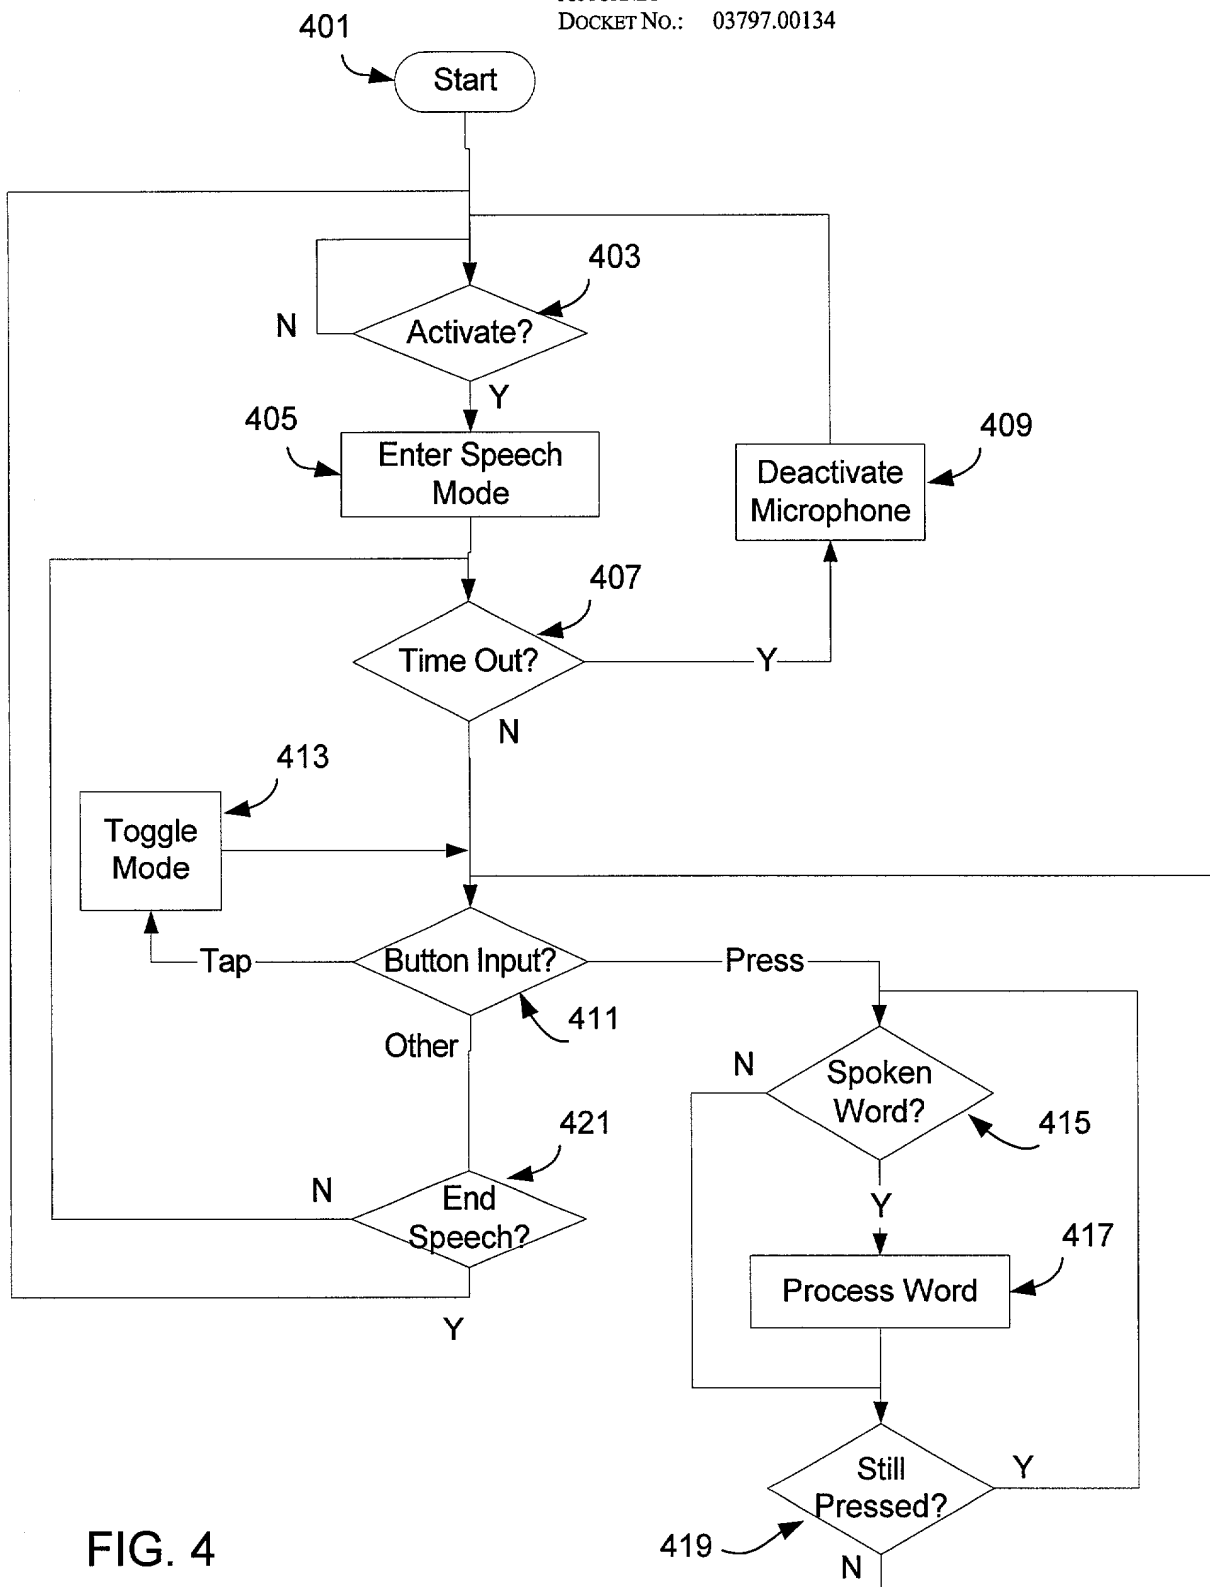 DOCKET NO.: 03797.00134
401
Start
403
N
Activate?
Y
405
Enter Speech
Mode
409
Deactivate
Microphone
407
Time Out?
Y
N
413
Toggle
Mode
Tap
Button Input?
Press
411
Other
N
Spoken
Word?
415
421
N
End
Speech?
Y
Y
417
Process Word
Still
Pressed?
Y
419
N
FIG. 4